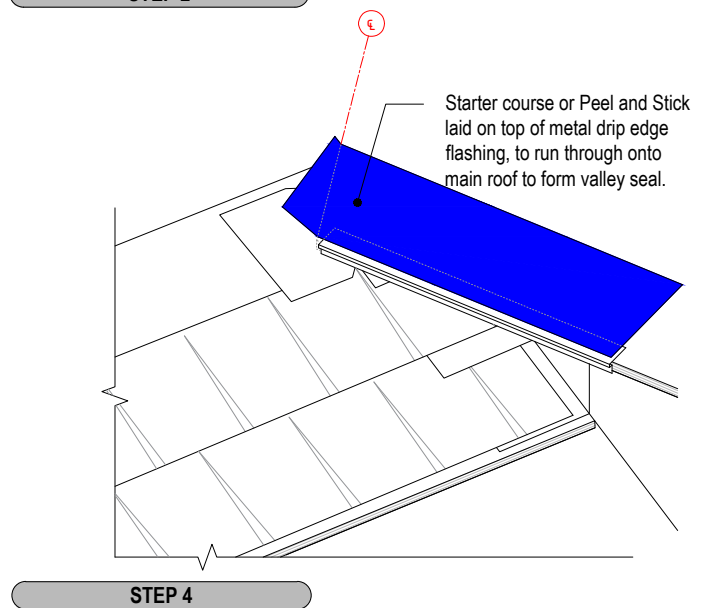 ℄
Starter course or Peel and Stick
laid on top of metal drip edge
flashing, to run through onto
main roof to form valley seal.
STEP 4